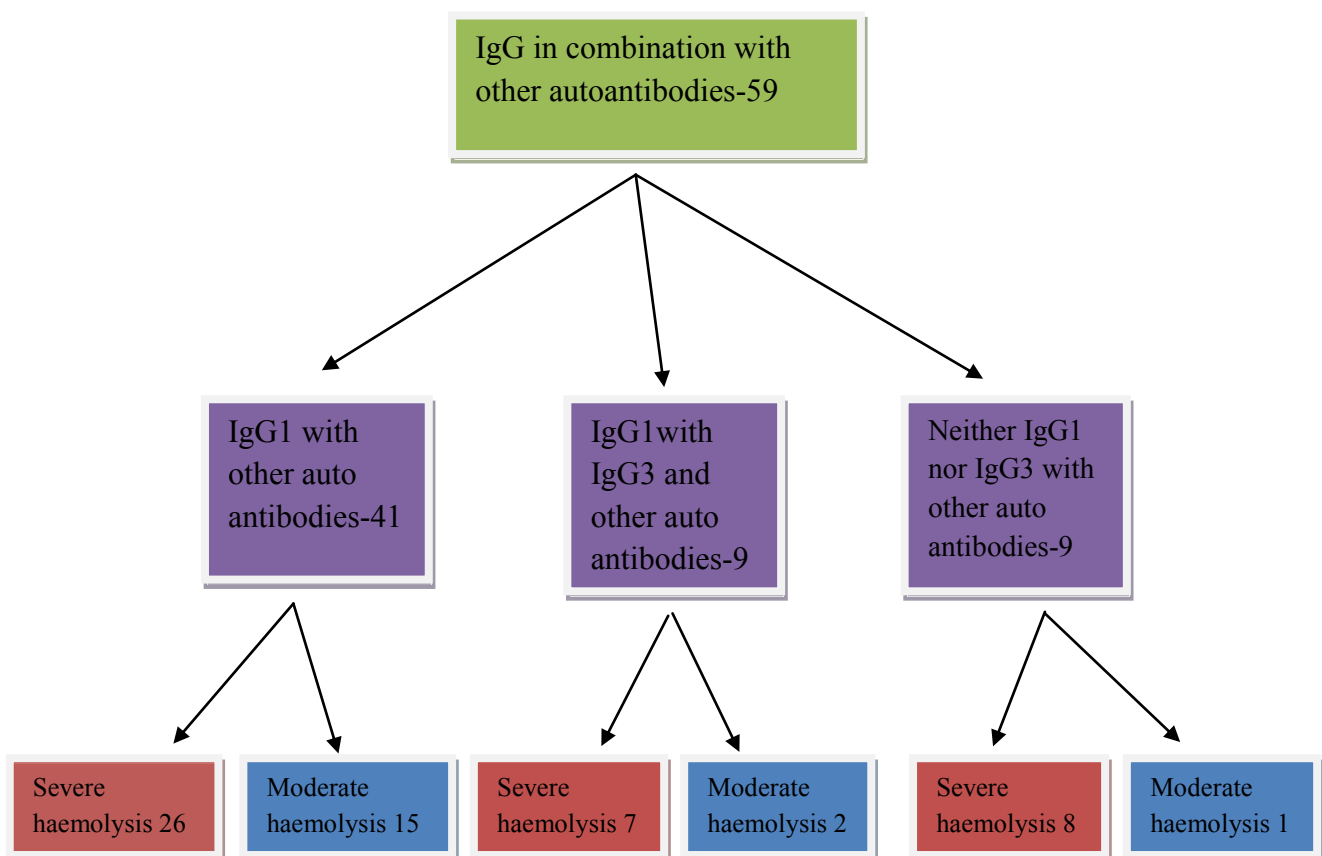 IgG in combination with
other autoantibodies-59
IgG1 with
other auto
antibodies-41
IgG1with
IgG3 and
other auto
antibodies-9
Neither IgG1
nor IgG3 with
other auto
antibodies-9
Severe
haemolysis 26
Moderate
haemolysis 15
Severe
haemolysis 7
Moderate
haemolysis 2
Severe
haemolysis 8
Moderate
haemolysis 1